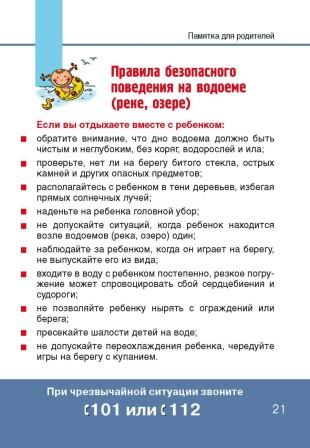 Памятка для родителей
Правила безопасного
поведения на водоеме
(реке, озере)
Если вы отдыхаете вместе с ребенком:
обратите внимание, что дно водоема должно быть
чистым и неглубоким, без коряг, водорослей и ила;
проверьте, нет ли на берегу битого стекла, острых
камней и других опасных предметов;
располагайтесь с ребенком в тени деревьев, избегая
прямых солнечных лучей;
наденьте на ребенка головной убор;
не допускайте ситуаций, когда ребенок находится
возле водоемов (река, озеро) один;
наблюдайте за ребенком, когда он играет на берегу,
не выпускайте его из вида;
входите в воду с ребенком постепенно, резкое погру-
жение может спровоцировать сбой сердцебиения и
судороги;
не позволяйте ребенку нырять с ограждений или
берега;
пресекайте шалости детей на воде;
не допускайте переохлаждения ребенка, чередуйте
игры на берегу с купанием.
При чрезвычайной ситуации звоните
101 или 112
21